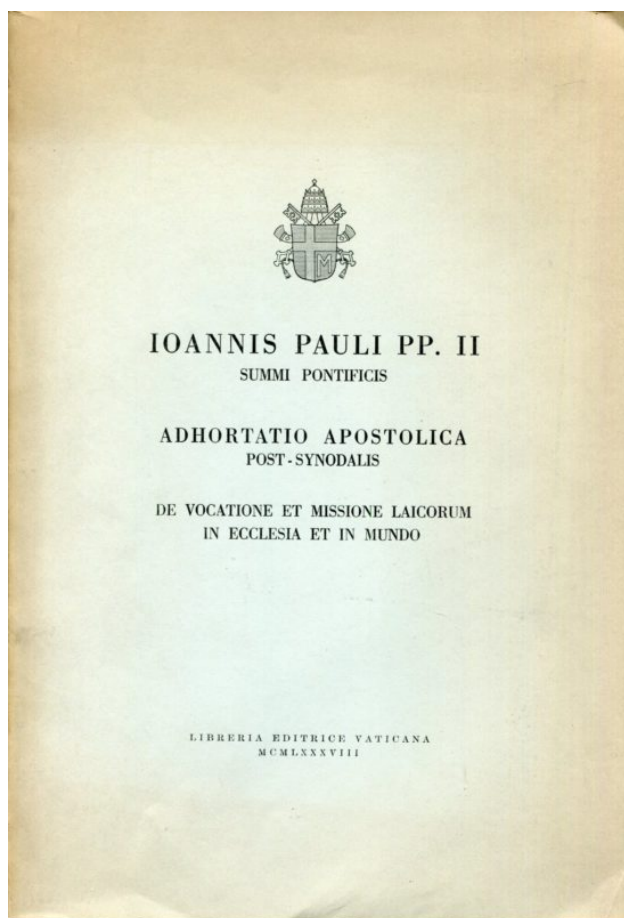 IOANNIS PAULI PP. II
SUMMI PONTIFICIS
ADHORTATIO APOSTOLICA
POST-SYNODALIS
DE VOCATIONE ET MISSIONE LAICORUM
IN ECCLESIA ET IN MUNDO
LIBRERIA EDITRICE VATICANA
MCMLXXXVIII